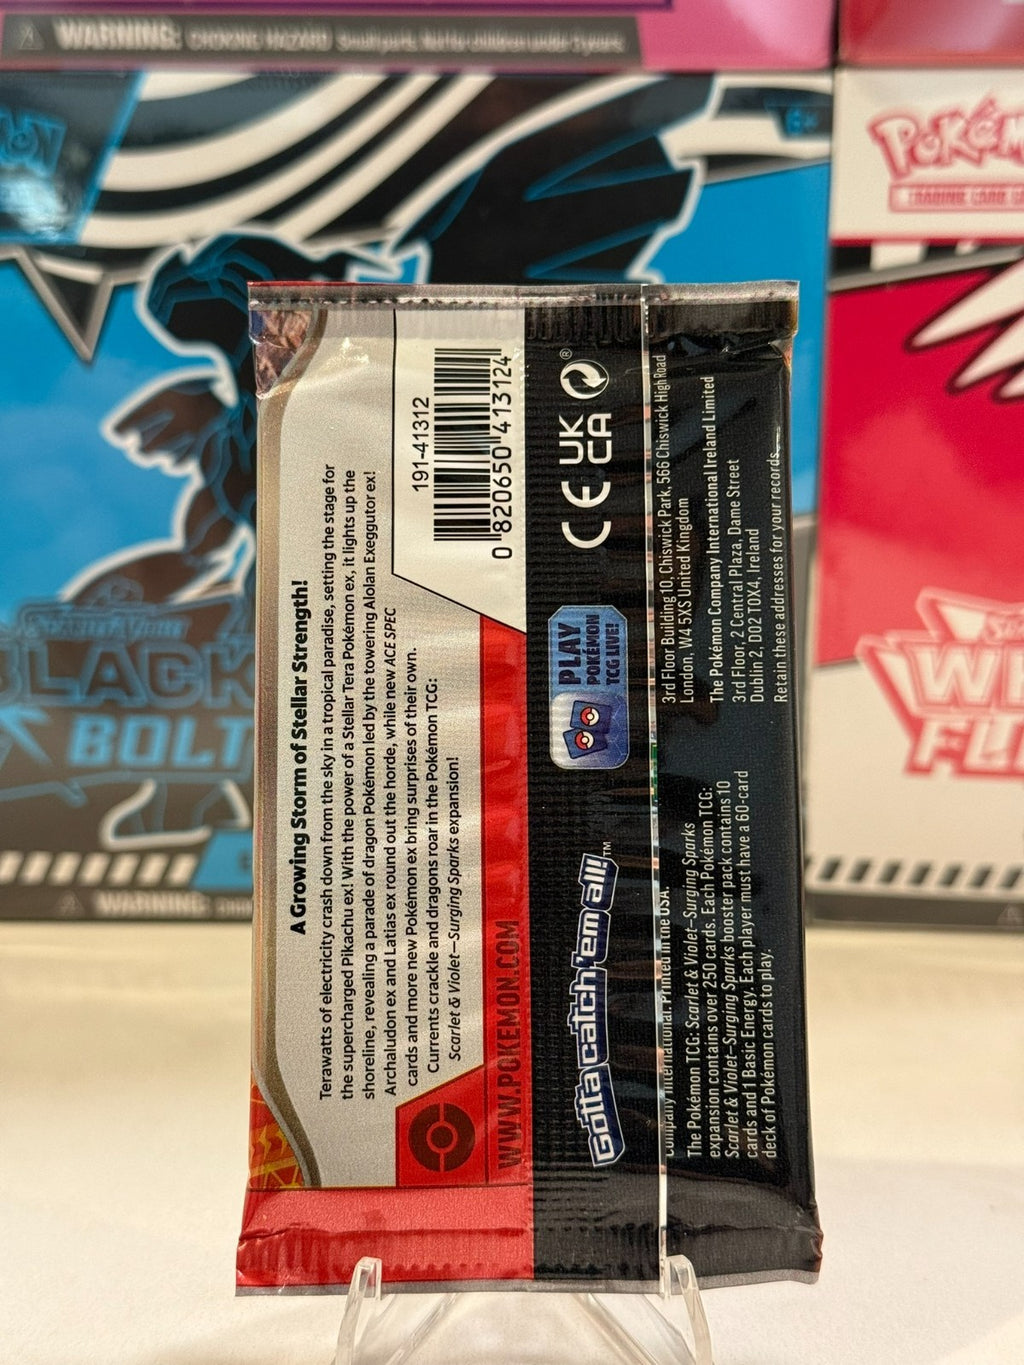 WARNING: CHOKING HAZARD Small parts. Not for children under 3 years.
POKÉM
TRADING CARD
BLACK
BOLT
WARNING:
A Growing Storm of Stellar Strength!
Terawatts of electricity crash down from the sky in a tropical paradise, setting the stage for
the supercharged Pikachu ex! With the power of a Stellar Tera Pokémon ex, it lights up the
shoreline, revealing a parade of dragon Pokémon led by the towering Alolan Exeggutor ex!
Archaludon ex and Latias ex round out the horde, while new ACE SPEC
cards and more new Pokémon ex bring surprises of their own.
Currents crackle and dragons roar in the Pokémon TCG:
Scarlet & Violet—Surging Sparks expansion!
191-41312
0 820650 413124
WWW.POKEMON.COM
CE UK CA ®
PLAY
POKÉMON
TCG LIVE!
Gotta catch 'em all! ™
3rd Floor Building 10, Chiswick Park, 566 Chiswick High Road
London, W4 5XS United Kingdom
The Pokémon Company International Ireland Limited
3rd Floor, 2 Central Plaza, Dame Street
Dublin 2, D02 T0X4, Ireland
Retain these addresses for your records.
Company International. Printed in the USA.
The Pokémon TCG: Scarlet & Violet—Surging Sparks
expansion contains over 250 cards. Each Pokémon TCG:
Scarlet & Violet—Surging Sparks booster pack contains 10
cards and 1 Basic Energy. Each player must have a 60-card
deck of Pokémon cards to play.